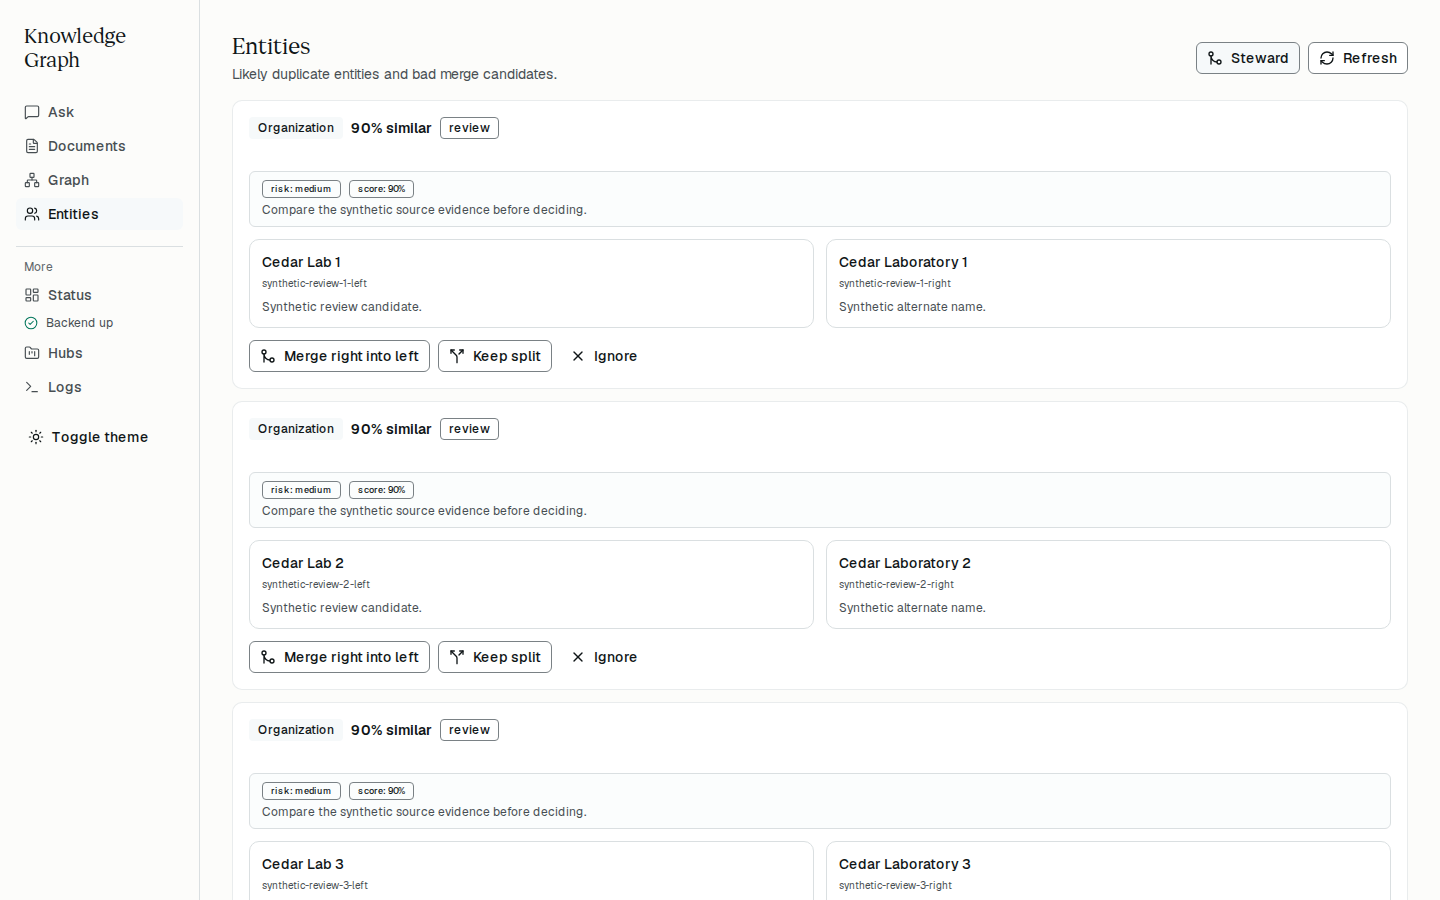 Knowledge
Graph
Ask
Documents
Graph
Entities
More
Status
Backend up
Hubs
Logs
Toggle theme
Entities
Likely duplicate entities and bad merge candidates.
Steward
Refresh
Organization 90% similar review
risk: medium score: 90%
Compare the synthetic source evidence before deciding.
Cedar Lab 1
synthetic-review-1-left
Synthetic review candidate.
Cedar Laboratory 1
synthetic-review-1-right
Synthetic alternate name.
Merge right into left Keep split Ignore
Organization 90% similar review
risk: medium score: 90%
Compare the synthetic source evidence before deciding.
Cedar Lab 2
synthetic-review-2-left
Synthetic review candidate.
Cedar Laboratory 2
synthetic-review-2-right
Synthetic alternate name.
Merge right into left Keep split Ignore
Organization 90% similar review
risk: medium score: 90%
Compare the synthetic source evidence before deciding.
Cedar Lab 3
synthetic-review-3-left
Cedar Laboratory 3
synthetic-review-3-right